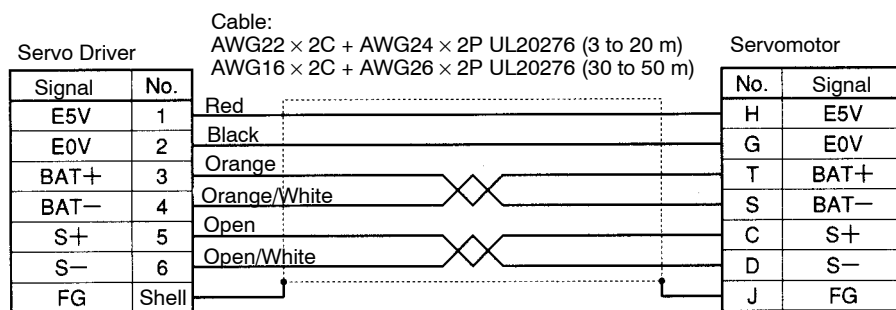 Cable:
AWG22 × 2C + AWG24 × 2P UL20276 (3 to 20 m)
AWG16 × 2C + AWG26 × 2P UL20276 (30 to 50 m)
Servo Driver
Servomotor
Signal No.
No. Signal
E5V 1 Red H E5V
E0V 2 Black G E0V
BAT+ 3 Orange T BAT+
BAT− 4 Orange/White S BAT−
S+ 5 Open C S+
S− 6 Open/White D S−
FG Shell J FG